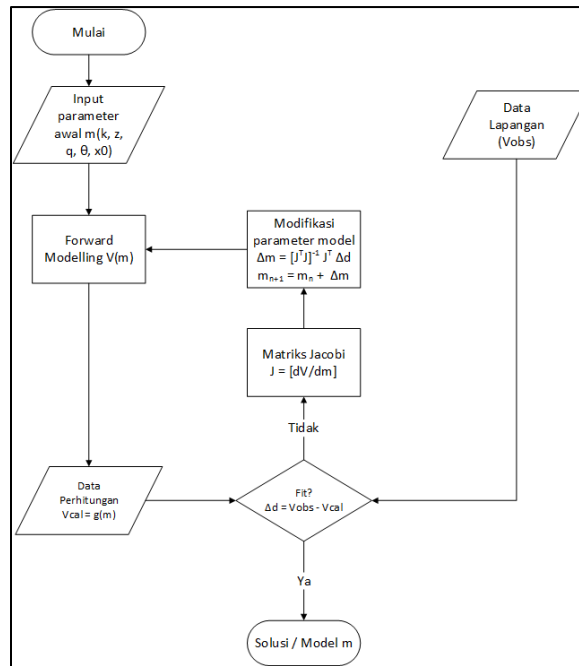 Mulai
Input
parameter
awal m(k, z,
q, θ, x0)
Data
Lapangan
(Vobs)
Forward
Modelling V(m)
Modifikasi
parameter model
Δm = [JᵀJ]⁻¹ Jᵀ Δd
mₙ₊₁ = mₙ + Δm
Matriks Jacobi
J = [dV/dm]
Tidak
Data
Perhitungan
Vcal = g(m)
Fit?
Δd = Vobs - Vcal
Ya
Solusi / Model m